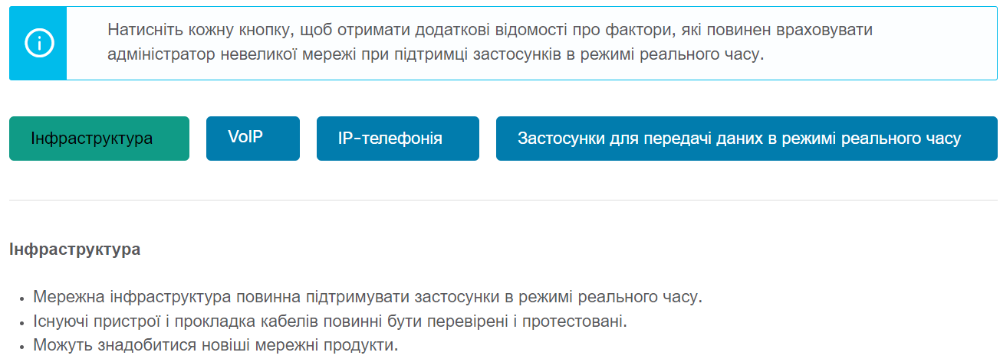 Натисніть кожну кнопку, щоб отримати додаткові відомості про фактори, які повинен враховувати
адміністратор невеликої мережі при підтримці застосунків в режимі реального часу.
Інфраструктура
VoIP
IP-телефонія
Застосунки для передачі даних в режимі реального часу
Інфраструктура
• Мережна інфраструктура повинна підтримувати застосунки в режимі реального часу.
• Існуючі пристрої і прокладка кабелів повинні бути перевірені і протестовані.
• Можуть знадобитися новіші мережні продукти.